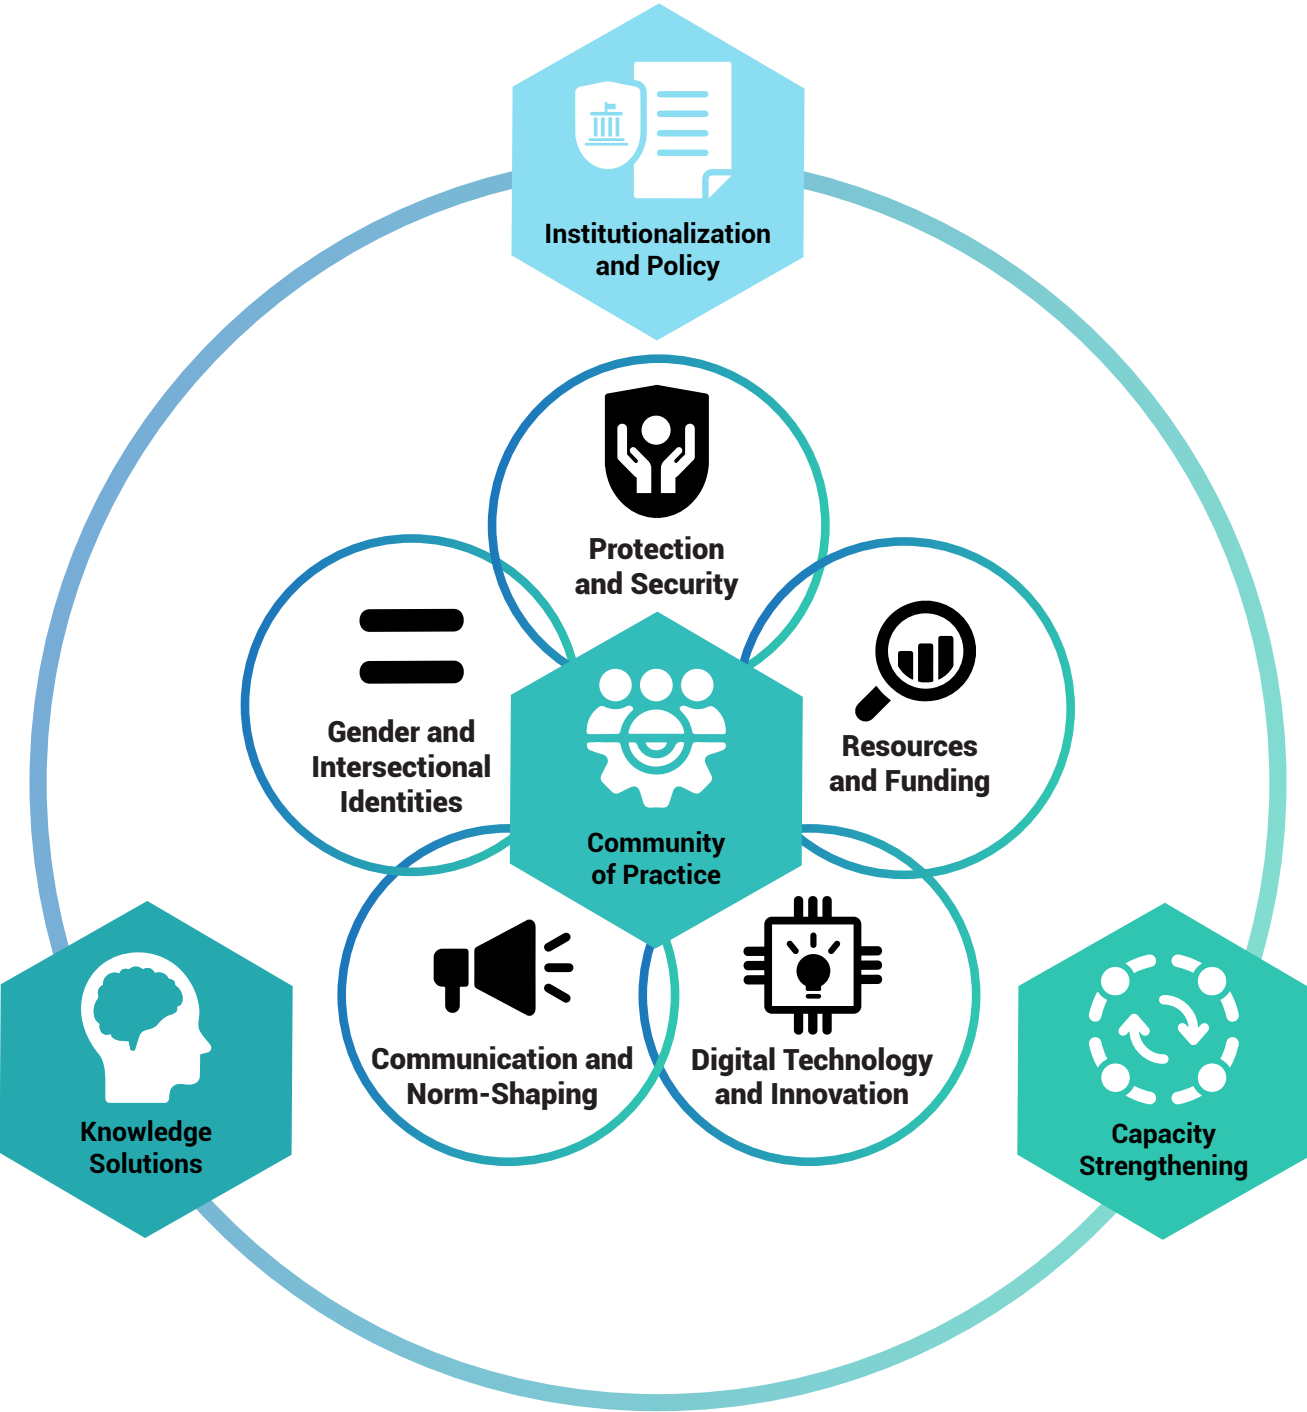 Institutionalization
and Policy
Protection
and Security
Gender and
Intersectional
Identities
Resources
and Funding
Community
of Practice
Communication and
Norm-Shaping
Digital Technology
and Innovation
Knowledge
Solutions
Capacity
Strengthening